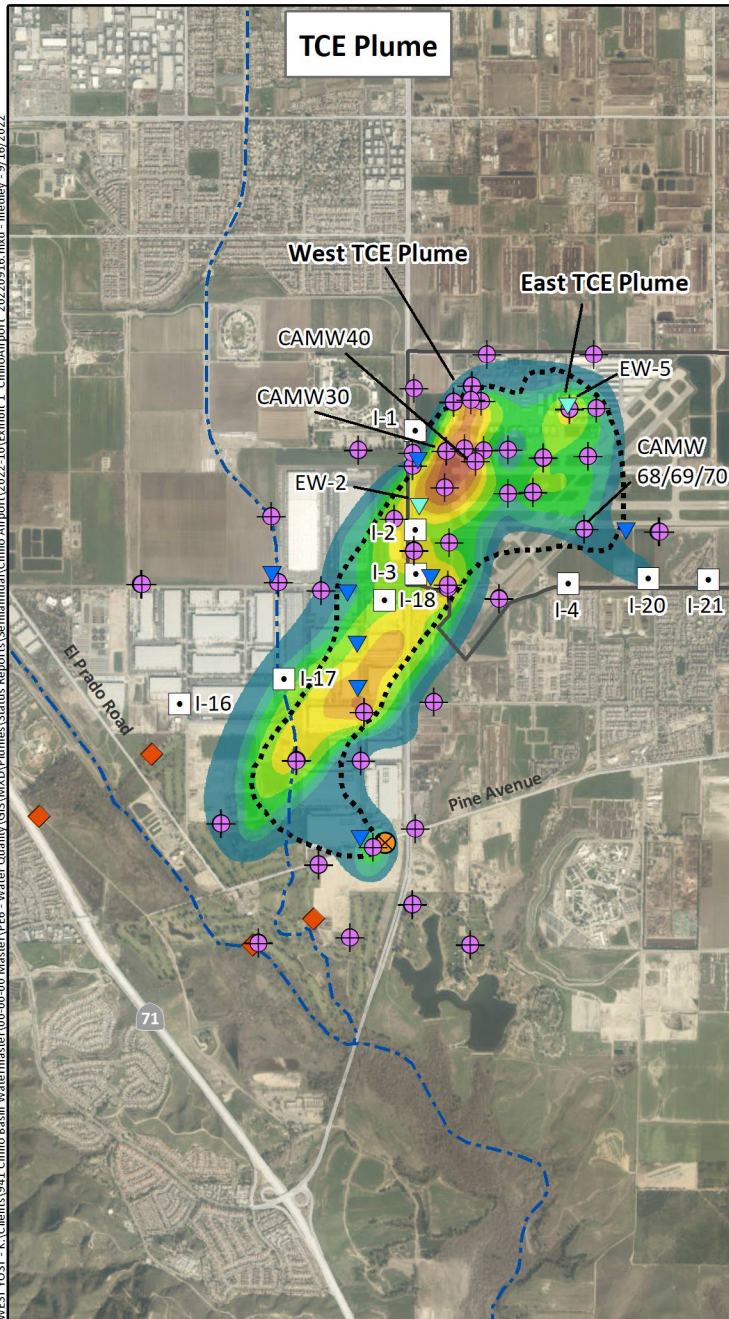 TCE Plume
West TCE Plume
East TCE Plume
CAMW40
EW-5
CAMW30
I-1
CAMW
68/69/70
EW-2
I-2
I-3
I-18
I-4
I-20
I-21
El Prado Road
I-17
I-16
Pine Avenue
71